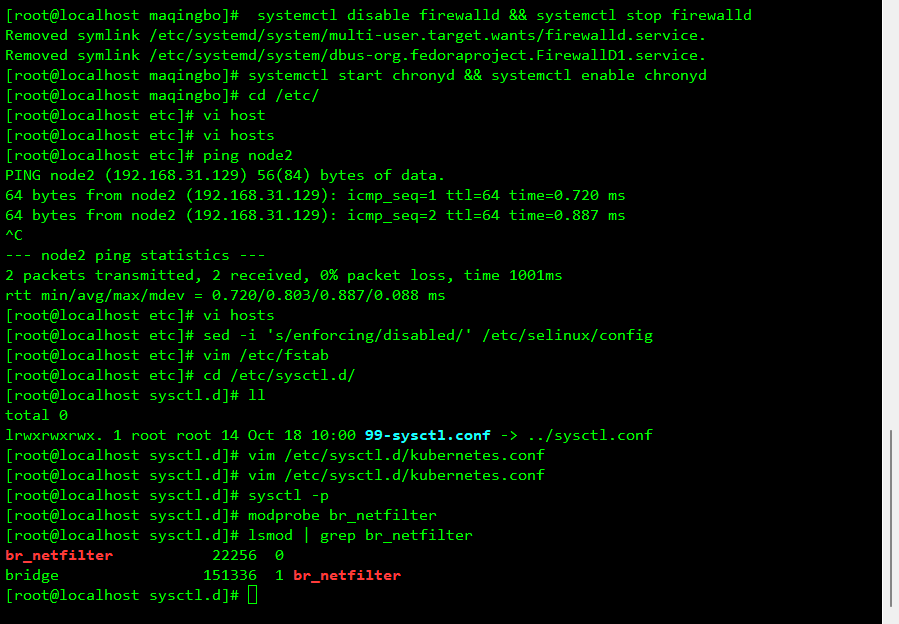 [root@localhost maqingbo]#  systemctl disable firewalld && systemctl stop firewalld
Removed symlink /etc/systemd/system/multi-user.target.wants/firewalld.service.
Removed symlink /etc/systemd/system/dbus-org.fedoraproject.FirewallD1.service.
[root@localhost maqingbo]# systemctl start chronyd && systemctl enable chronyd
[root@localhost maqingbo]# cd /etc/
[root@localhost etc]# vi host
[root@localhost etc]# vi hosts
[root@localhost etc]# ping node2
PING node2 (192.168.31.129) 56(84) bytes of data.
64 bytes from node2 (192.168.31.129): icmp_seq=1 ttl=64 time=0.720 ms
64 bytes from node2 (192.168.31.129): icmp_seq=2 ttl=64 time=0.887 ms
^C
--- node2 ping statistics ---
2 packets transmitted, 2 received, 0% packet loss, time 1001ms
rtt min/avg/max/mdev = 0.720/0.803/0.887/0.088 ms
[root@localhost etc]# vi hosts
[root@localhost etc]# sed -i 's/enforcing/disabled/' /etc/selinux/config
[root@localhost etc]# vim /etc/fstab
[root@localhost etc]# cd /etc/sysctl.d/
[root@localhost sysctl.d]# ll
total 0
lrwxrwxrwx. 1 root root 14 Oct 18 10:00 99-sysctl.conf -> ../sysctl.conf
[root@localhost sysctl.d]# vim /etc/sysctl.d/kubernetes.conf
[root@localhost sysctl.d]# vim /etc/sysctl.d/kubernetes.conf
[root@localhost sysctl.d]# sysctl -p
[root@localhost sysctl.d]# modprobe br_netfilter
[root@localhost sysctl.d]# lsmod | grep br_netfilter
br_netfilter           22256  0
bridge                151336  1 br_netfilter
[root@localhost sysctl.d]#